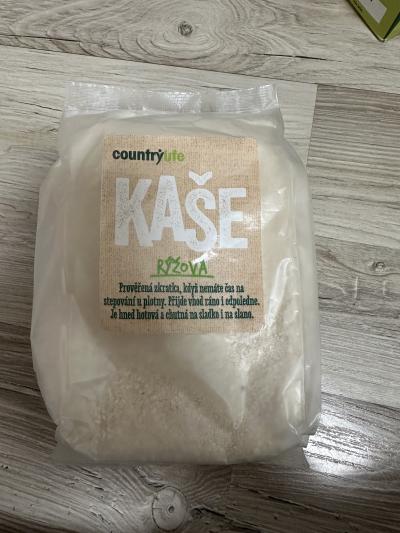 countrylife
KAŠE
RÝŽOVÁ
Prověřená zkratka, když nemáte čas na
stepování u plotny. Přijde vhod ráno i odpoledne.
Je hned hotová a chutná na sladko i na slano.